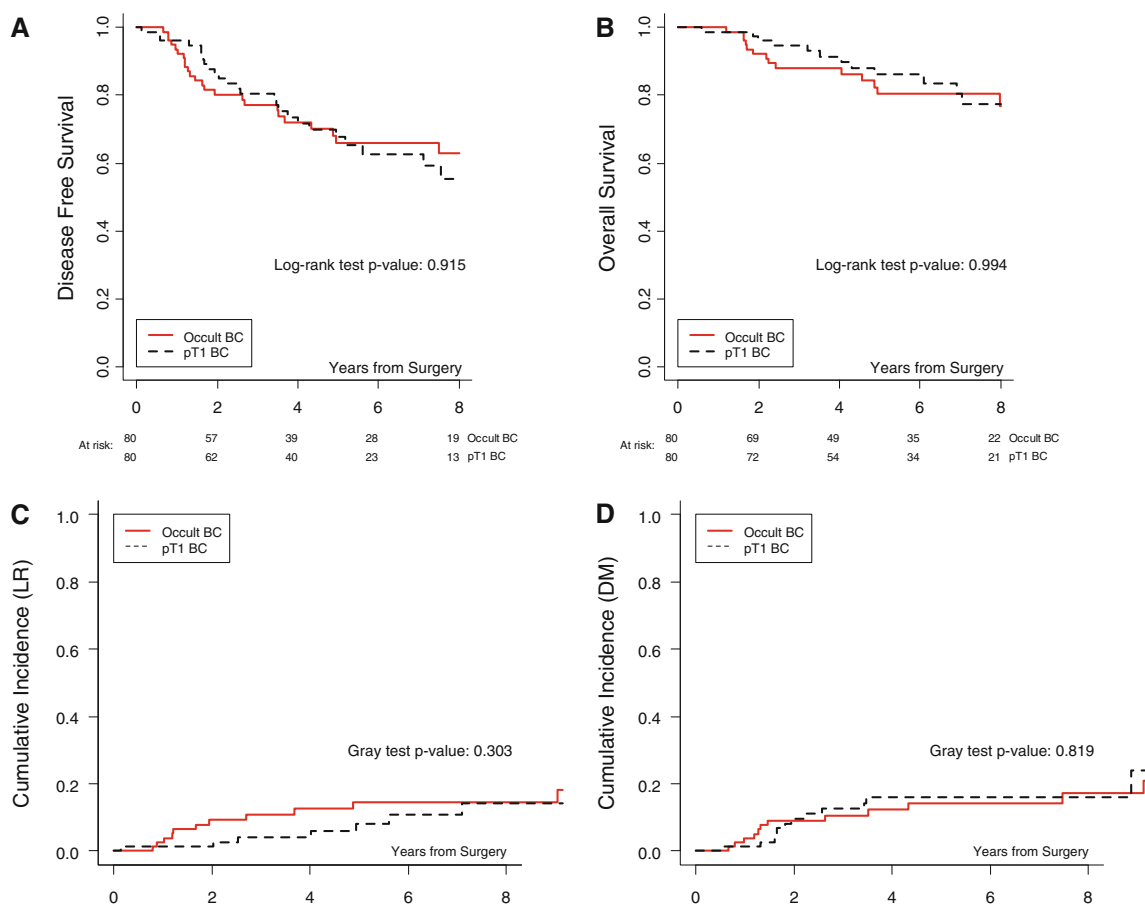 A
Disease Free Survival
1.0
0.8
0.6
0.4
0.2
0.0
Log-rank test p-value: 0.915
Occult BC
pT1 BC
Years from Surgery
0 2 4 6 8
At risk:
80 57 39 28 19 Occult BC
80 62 40 23 13 pT1 BC
B
Overall Survival
1.0
0.8
0.6
0.4
0.2
0.0
Log-rank test p-value: 0.994
Occult BC
pT1 BC
Years from Surgery
0 2 4 6 8
At risk:
80 69 49 35 22 Occult BC
80 72 54 34 21 pT1 BC
C
Cumulative Incidence (LR)
1.0
0.8
0.6
0.4
0.2
0.0
Occult BC
pT1 BC
Gray test p-value: 0.303
Years from Surgery
0 2 4 6 8
D
Cumulative Incidence (DM)
1.0
0.8
0.6
0.4
0.2
0.0
Occult BC
pT1 BC
Gray test p-value: 0.819
Years from Surgery
0 2 4 6 8